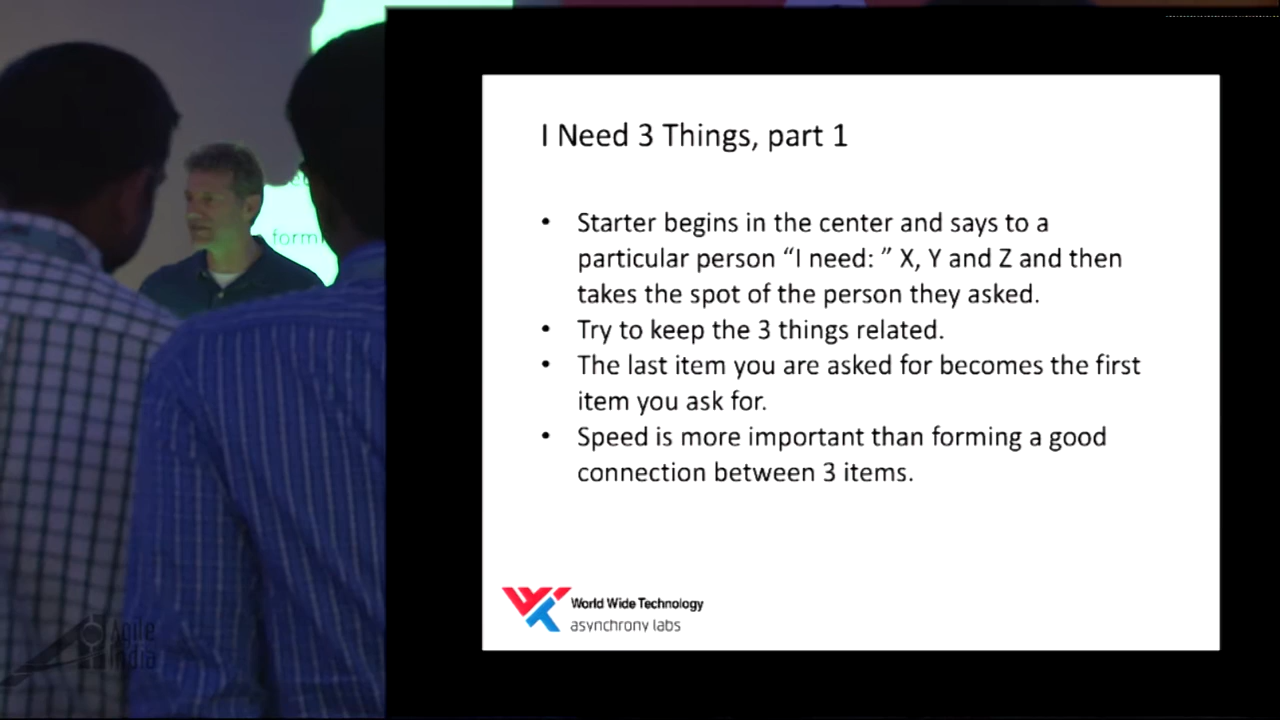 I Need 3 Things, part 1
• Starter begins in the center and says to a
particular person “I need: ” X, Y and Z and then
takes the spot of the person they asked.
• Try to keep the 3 things related.
• The last item you are asked for becomes the first
item you ask for.
• Speed is more important than forming a good
connection between 3 items.
World Wide Technology
asynchrony labs
Agile
India
form